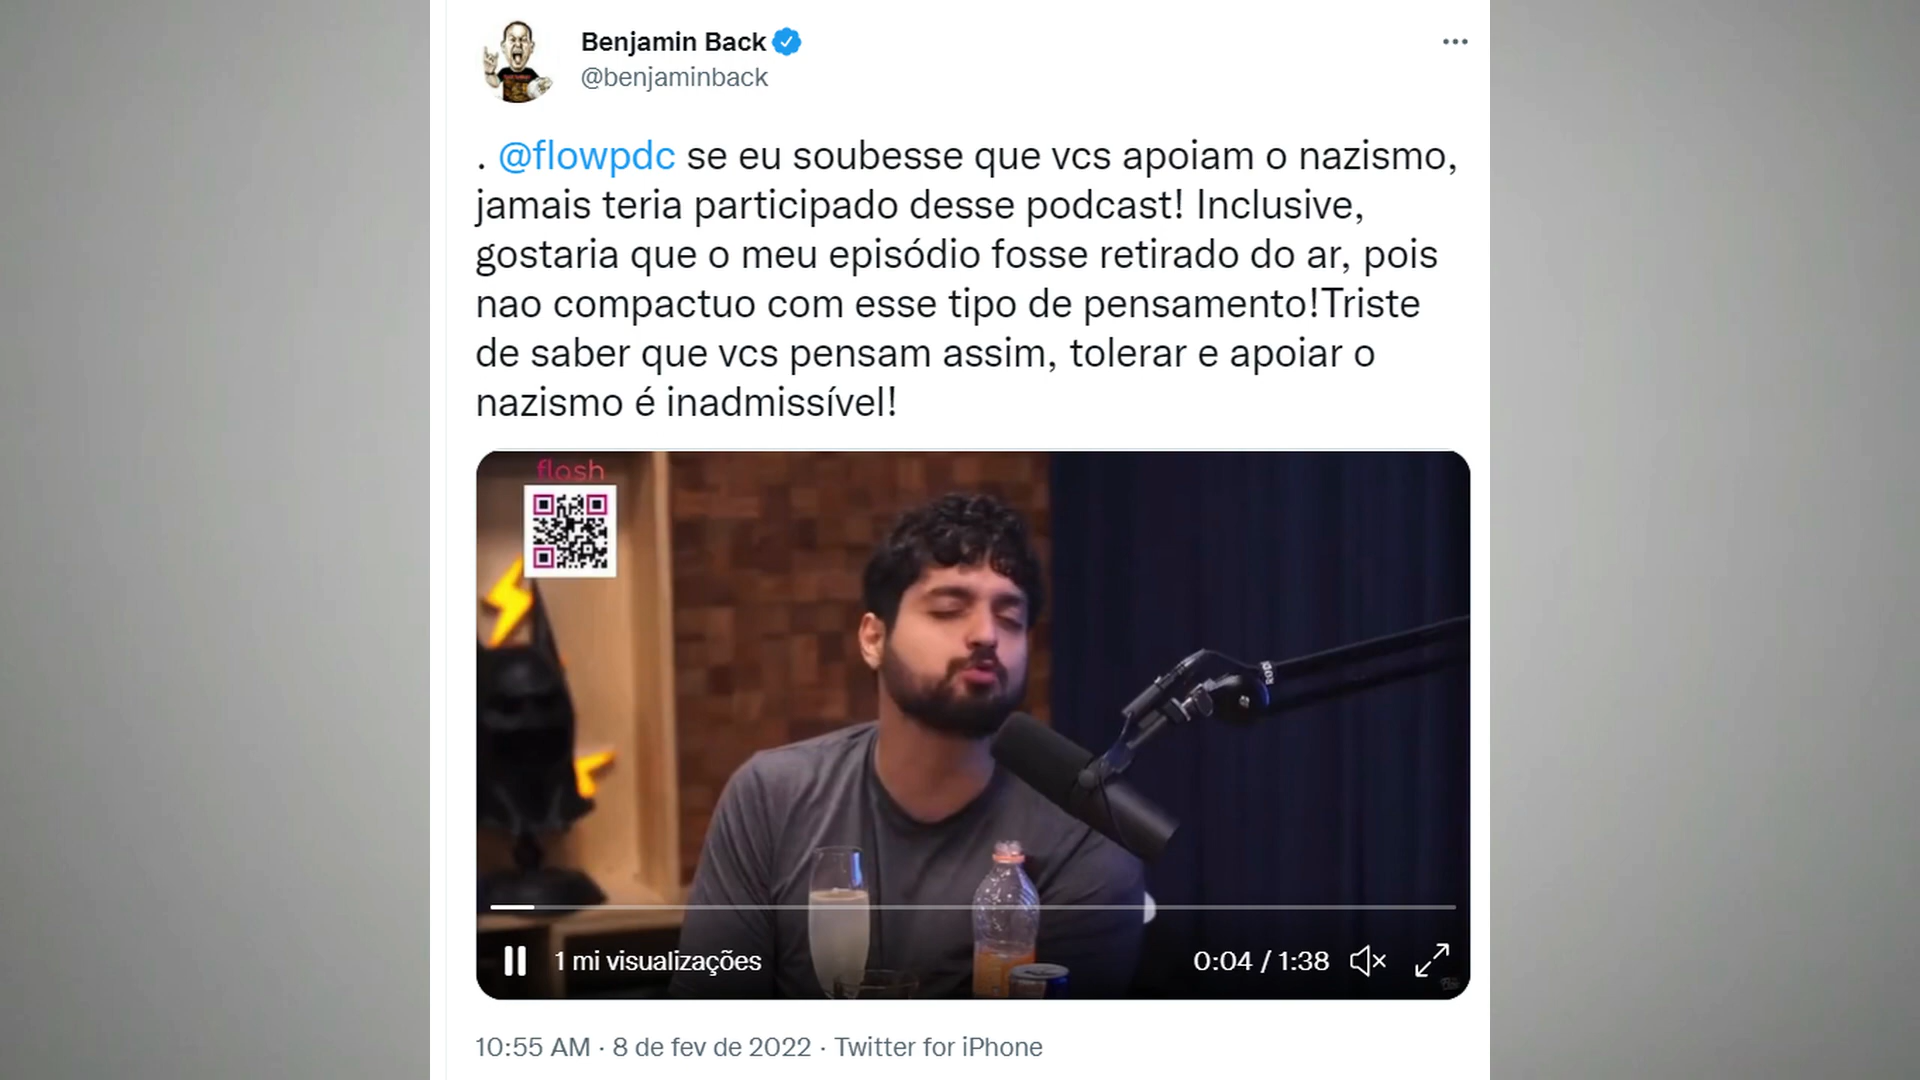 Benjamin Back
@benjaminback
. @flowpdc se eu soubesse que vcs apoiam o nazismo,
jamais teria participado desse podcast! Inclusive,
gostaria que o meu episódio fosse retirado do ar, pois
nao compactuo com esse tipo de pensamento!Triste
de saber que vcs pensam assim, tolerar e apoiar o
nazismo é inadmissível!
flash
RODE
1 mi visualizações
0:04 / 1:38
10:55 AM · 8 de fev de 2022 · Twitter for iPhone